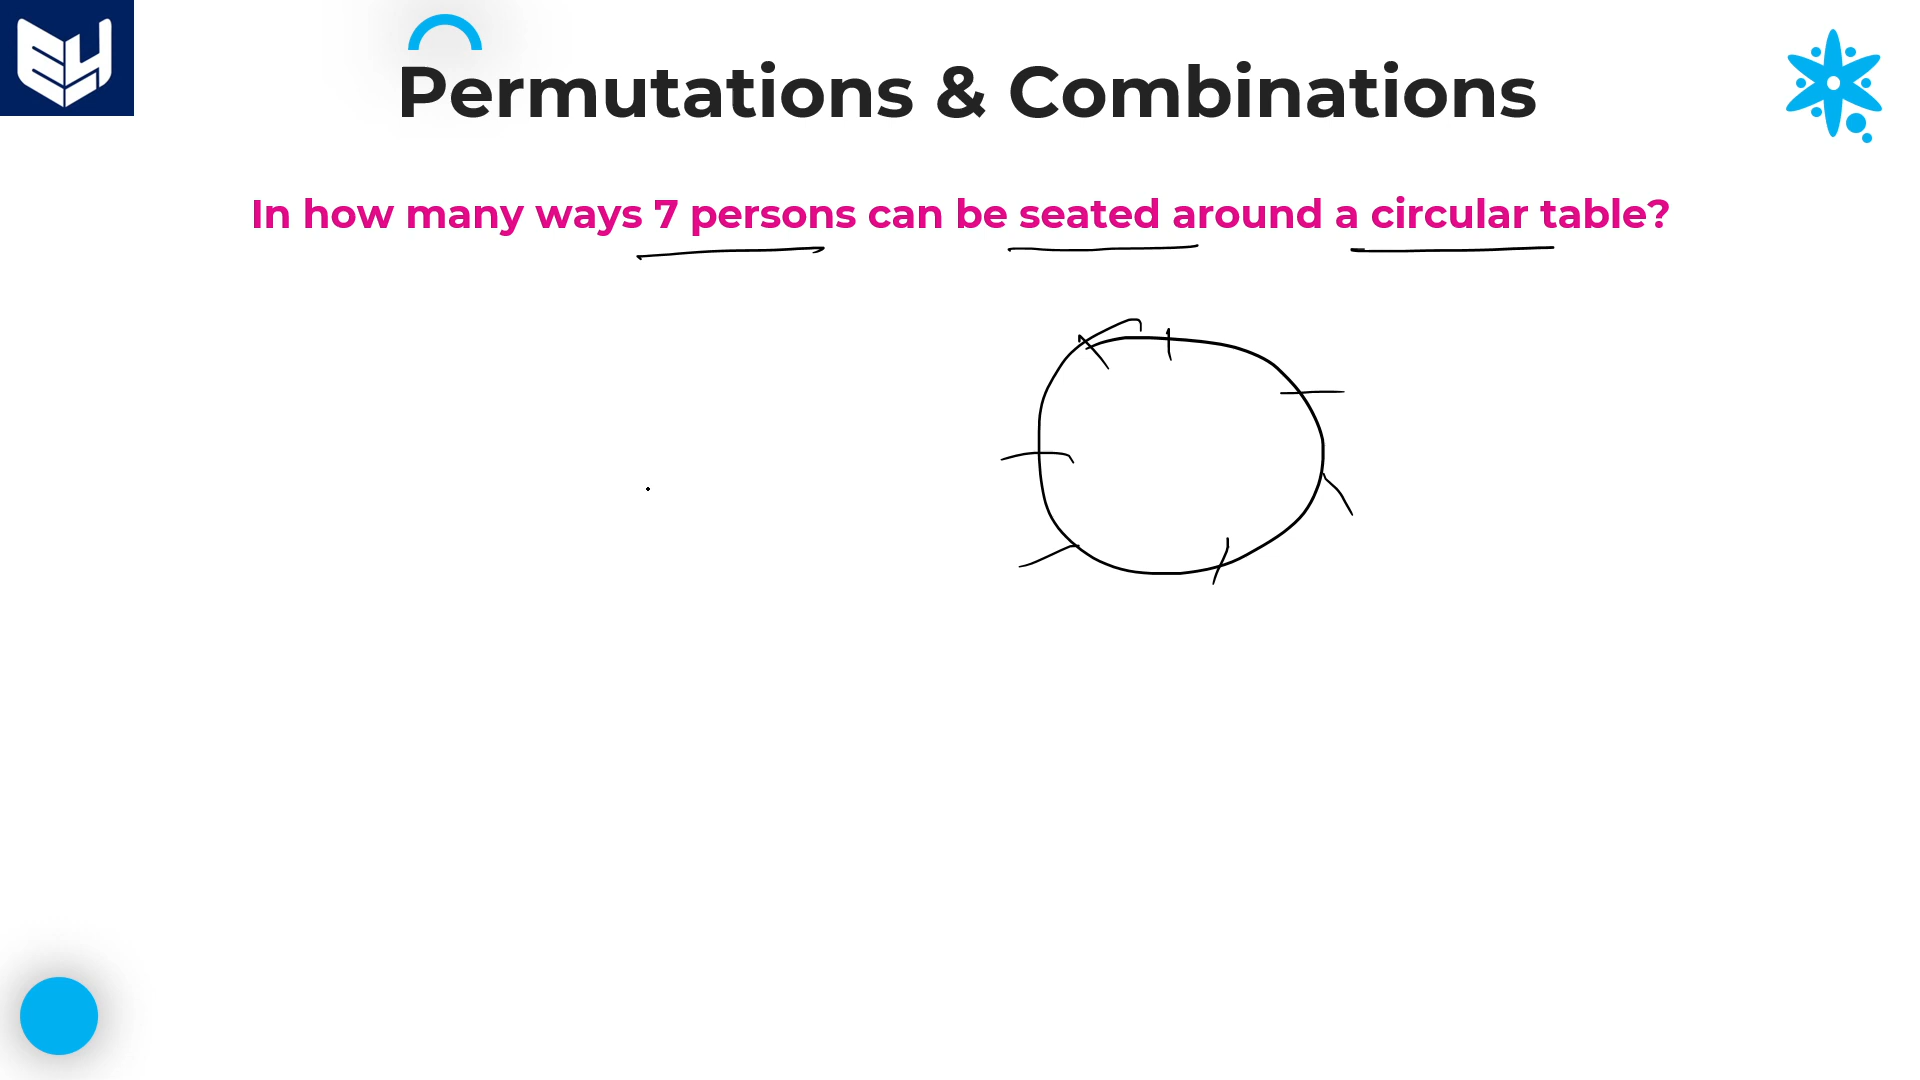 Permutations & Combinations
In how many ways 7 persons can be seated around a circular table?